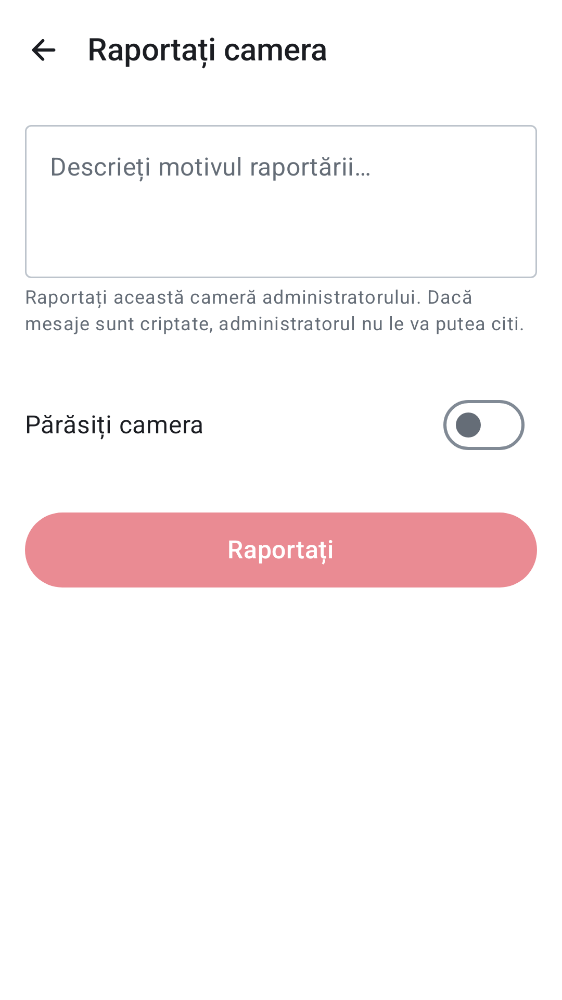 Raportați camera
Descrieți motivul raportării…
Raportați această cameră administratorului. Dacă
mesaje sunt criptate, administratorul nu le va putea citi.
Părăsiți camera
Raportați